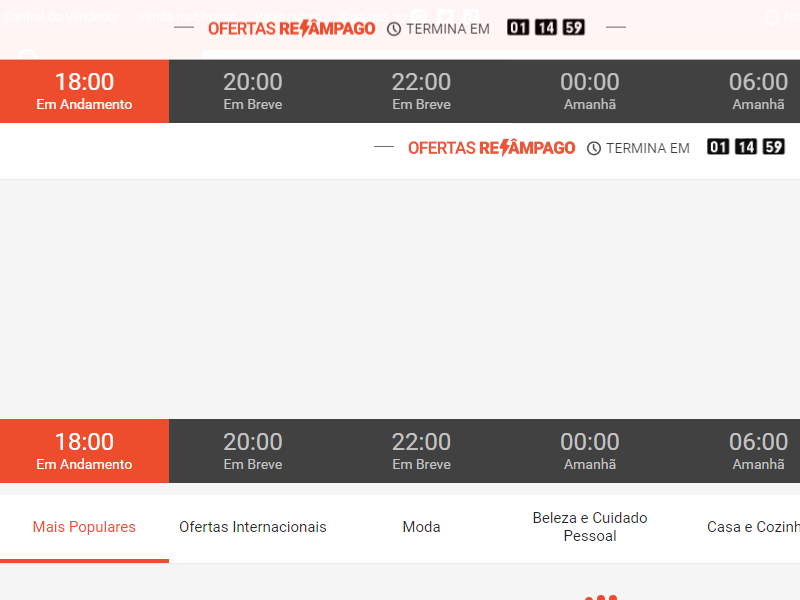 Central do Vendedor
OFERTAS RELÂMPAGO TERMINA EM 01 14 59
18:00 20:00 22:00 00:00 06:00
Em Andamento Em Breve Em Breve Amanhã Amanhã
OFERTAS RELÂMPAGO TERMINA EM 01 14 59
18:00 20:00 22:00 00:00 06:00
Em Andamento Em Breve Em Breve Amanhã Amanhã
Mais Populares Ofertas Internacionais Moda Beleza e Cuidado Pessoal Casa e Cozinh